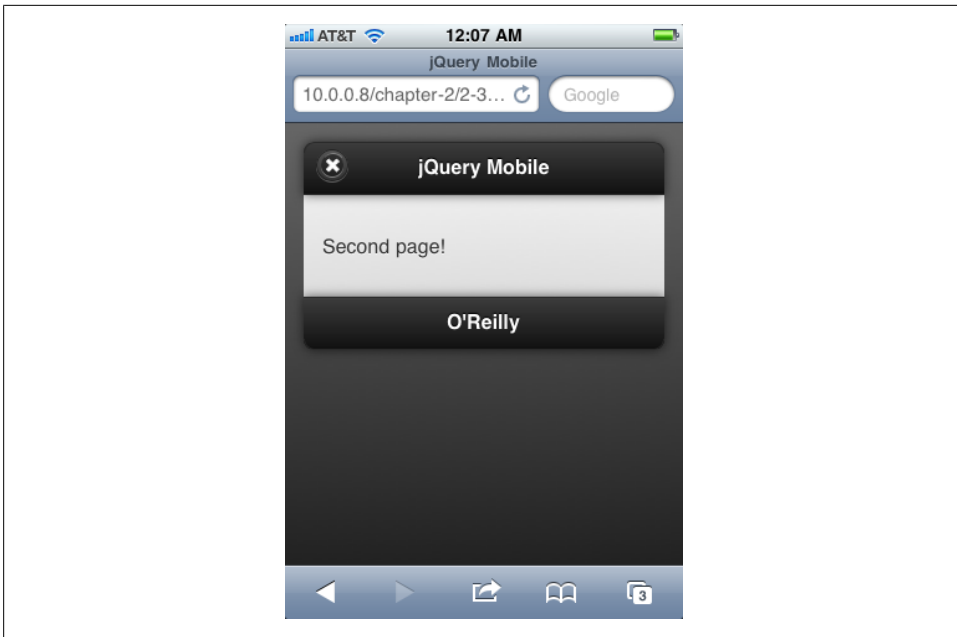 AT&T 12:07 AM
jQuery Mobile
10.0.0.8/chapter-2/2-3... Google
jQuery Mobile
Second page!
O'Reilly
3